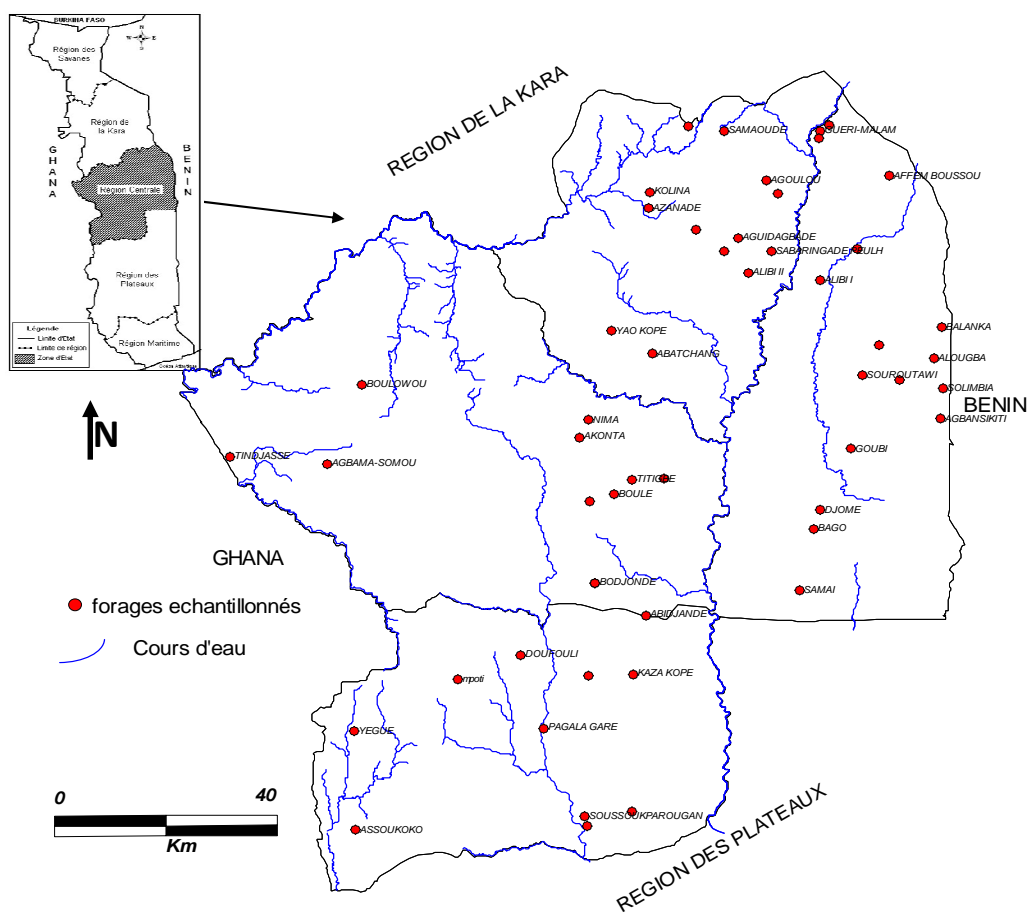 BURKINA FASO
N
W
E
S
Région des
Savanes
Région de
la Kara
GHANA
BENIN
Région Centrale
Région des
Plateaux
Légende
Limite d'Etat
Limite de région
Zone d'Etat
Région Maritime
REGION DE LA KARA
SAMAOUDE
GUERI-MALAM
AGOULOU
AFFEM BOUSSOU
KOLINA
AZANADE
AGUIDAGBADE
SABARINGADE-PEULH
ALIBI II
ALIBI I
YAO KOPE
ABATCHANG
BALANKA
ALOUGBA
SOUROUTAWI
SOLIMBIA
BENIN
AGBANSIKITI
BOULOWOU
NIMA
AKONTA
N
TINDJASSE
AGBAMA-SOMOU
GOUBI
TITIGBE
BOULE
DJOME
BAGO
GHANA
BODJONDE
SAMAI
forages echantillonnés
ABIDJANDE
Cours d'eau
DOUFOULI
mpoti
KAZA KOPE
YEGUE
PAGALA GARE
0 40
Km
SOUSSOUKPAROUGAN
ASSOUKOKO
REGION DES PLATEAUX